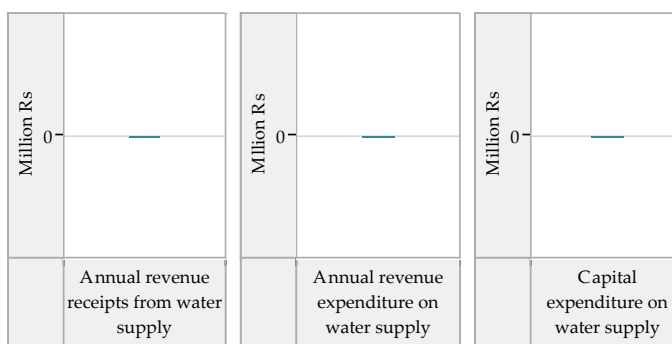 Million Rs
0
Annual revenue
receipts from water
supply
Mllion Rs
0
Annual revenue
expenditure on
water supply
Million Rs
0
Capital
expenditure on
water supply